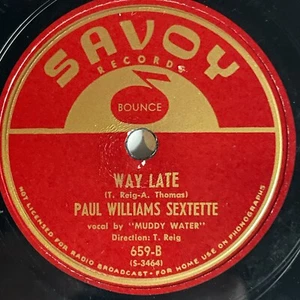 SAVOY
RECORDS
BOUNCE
WAY LATE
(T. Reig-A. Thomas)
PAUL WILLIAMS SEXTETTE
vocal by "MUDDY WATER"
Direction: T. Reig
659-B
(S-3464)
NOT LICENSED FOR RADIO BROADCAST • FOR HOME USE ON PHONOGRAPHS